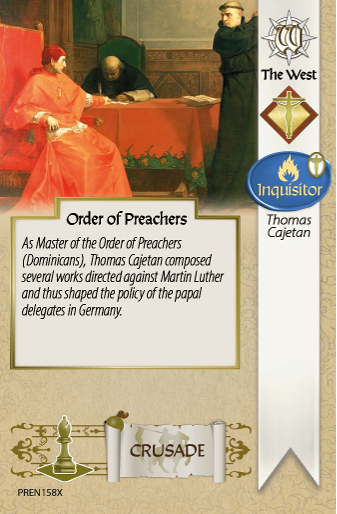 W
The West
Inquisitor
Thomas
Cajetan
Order of Preachers
As Master of the Order of Preachers
(Dominicans), Thomas Cajetan composed
several works directed against Martin Luther
and thus shaped the policy of the papal
delegates in Germany.
CRUSADE
PREN158X